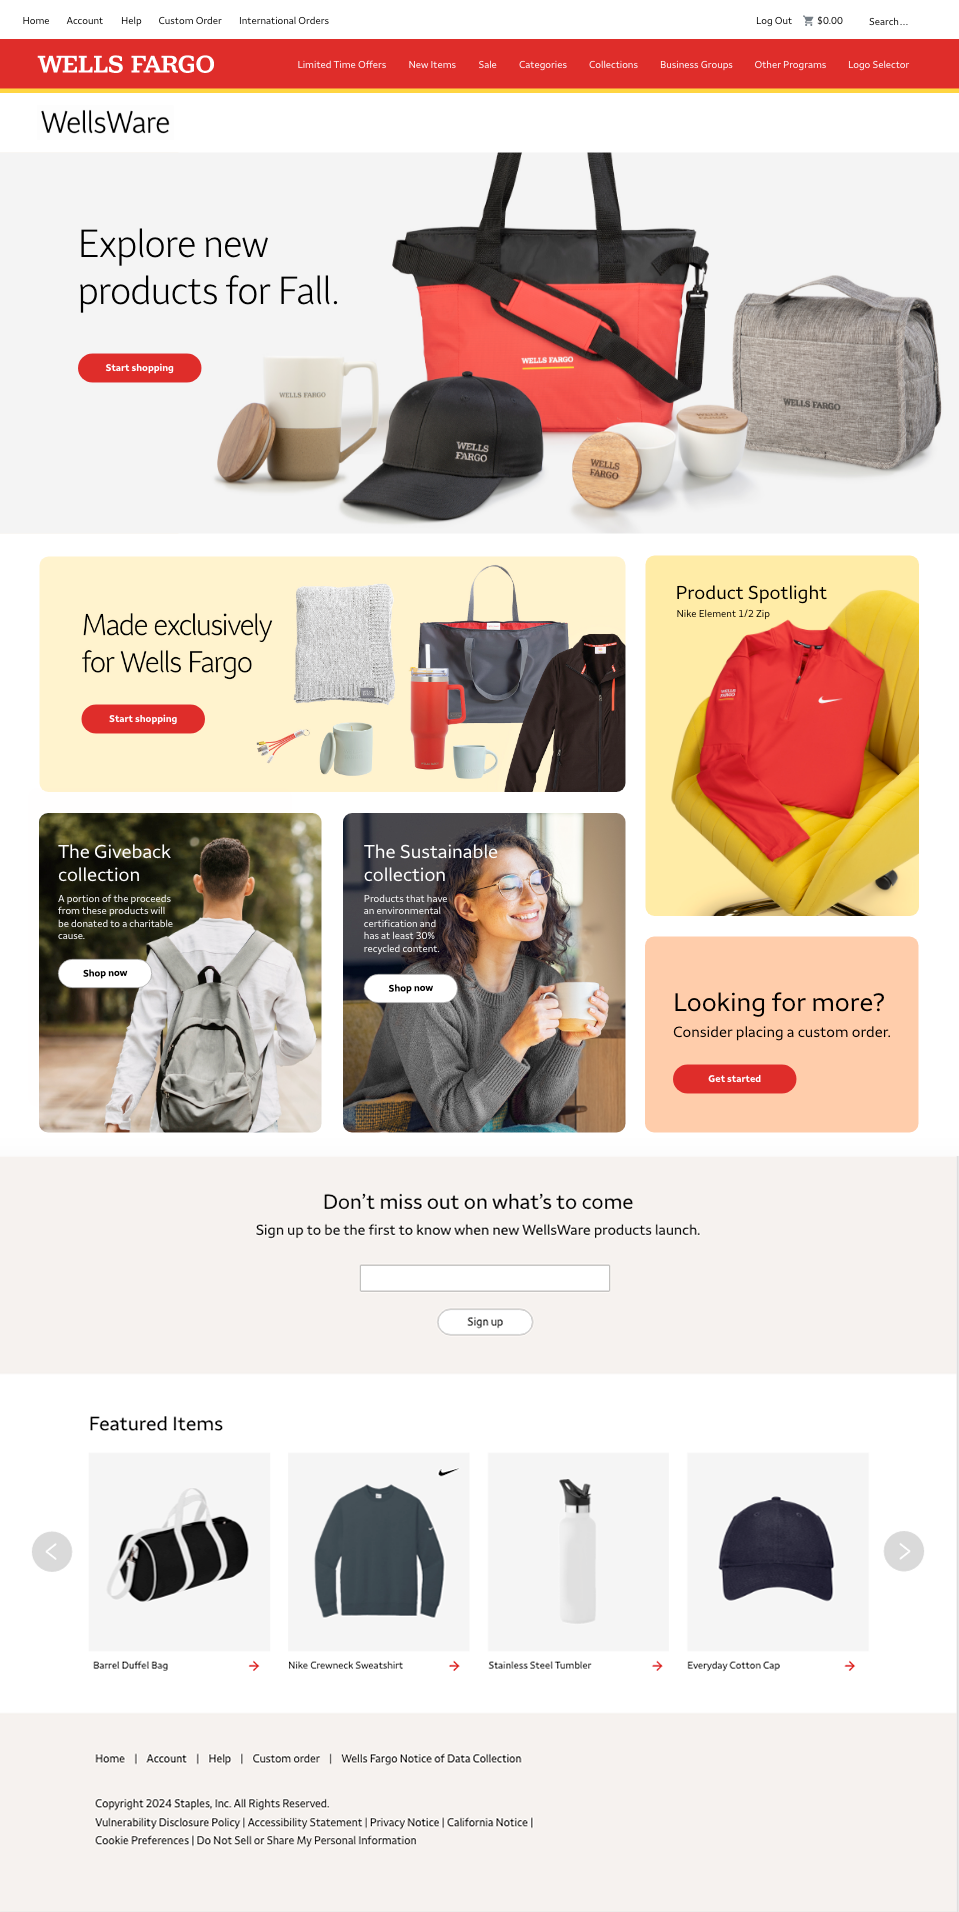 Home Account Help Custom Order International Orders Log Out $0.00 Search...
WELLS FARGO Limited Time Offers New Items Sale Categories Collections Business Groups Other Programs Logo Selector
WellsWare
Explore new
products for Fall.
Start shopping
WELLS FARGO
WELLS FARGO
WELLS
FARGO
WELLS
FARGO
WELLS FARGO
WELLS FARGO
Made exclusively
for Wells Fargo
Start shopping
Product Spotlight
Nike Element 1/2 Zip
WELLS
FARGO
The Giveback
collection
A portion of the proceeds
from these products will
be donated to a charitable
cause.
Shop now
The Sustainable
collection
Products that have
an environmental
certification and
has at least 30%
recycled content.
Shop now
Looking for more?
Consider placing a custom order.
Get started
Don’t miss out on what’s to come
Sign up to be the first to know when new WellsWare products launch.
Sign up
Featured Items
Barrel Duffel Bag
Nike Crewneck Sweatshirt
Stainless Steel Tumbler
Everyday Cotton Cap
Home | Account | Help | Custom order | Wells Fargo Notice of Data Collection
Copyright 2024 Staples, Inc. All Rights Reserved.
Vulnerability Disclosure Policy | Accessibility Statement | Privacy Notice | California Notice |
Cookie Preferences | Do Not Sell or Share My Personal Information